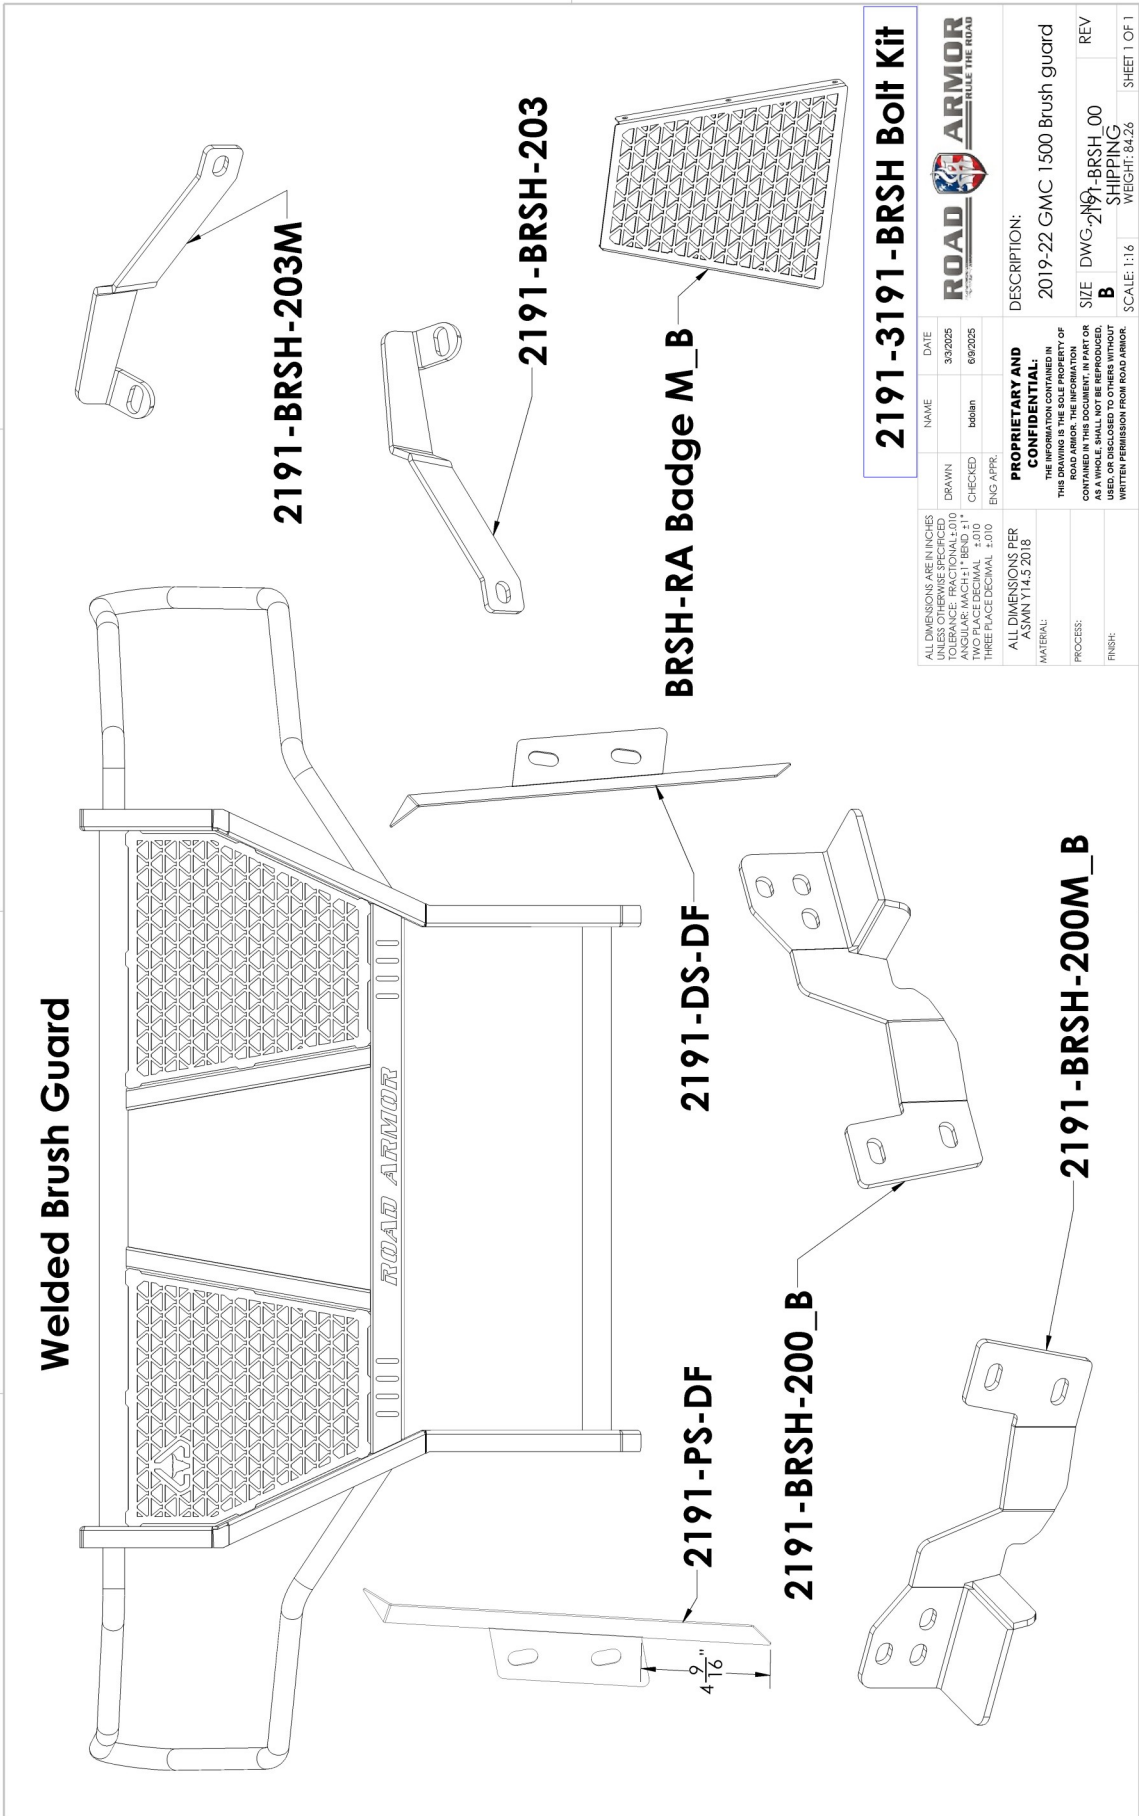 Welded Brush Guard
ROAD ARMOR
2191-BRSH-203M
2191-BRSH-203
BRSH-RA Badge M_B
2191-DS-DF
2191-PS-DF
4 9/16"
2191-BRSH-200_B
2191-BRSH-200M_B
2191-3191-BRSH Bolt Kit
ALL DIMENSIONS ARE IN INCHES
UNLESS OTHERWISE SPECIFIED
TOLERANCE: FRACTIONAL±.010
ANGULAR: MACH±1° BEND ±1°
TWO PLACE DECIMAL ±.010
THREE PLACE DECIMAL ±.010
ALL DIMENSIONS PER
ASMN Y14.5 2018
MATERIAL:
PROCESS:
FINISH:
NAME DATE
DRAWN 3/3/2025
CHECKED bdolan 6/9/2025
ENG APPR.
PROPRIETARY AND
CONFIDENTIAL:
THE INFORMATION CONTAINED IN
THIS DRAWING IS THE SOLE PROPERTY OF
ROAD ARMOR. THE INFORMATION
CONTAINED IN THIS DOCUMENT, IN PART OR
AS A WHOLE, SHALL NOT BE REPRODUCED,
USED, OR DISCLOSED TO OTHERS WITHOUT
WRITTEN PERMISSION FROM ROAD ARMOR.
ROAD ARMOR
RULE THE ROAD
DESCRIPTION:
2019-22 GMC 1500 Brush guard
SIZE DWG. NO. REV
B 2191-BRSH_00
SHIPPING
SCALE: 1:16 WEIGHT: 84.26 SHEET 1 OF 1